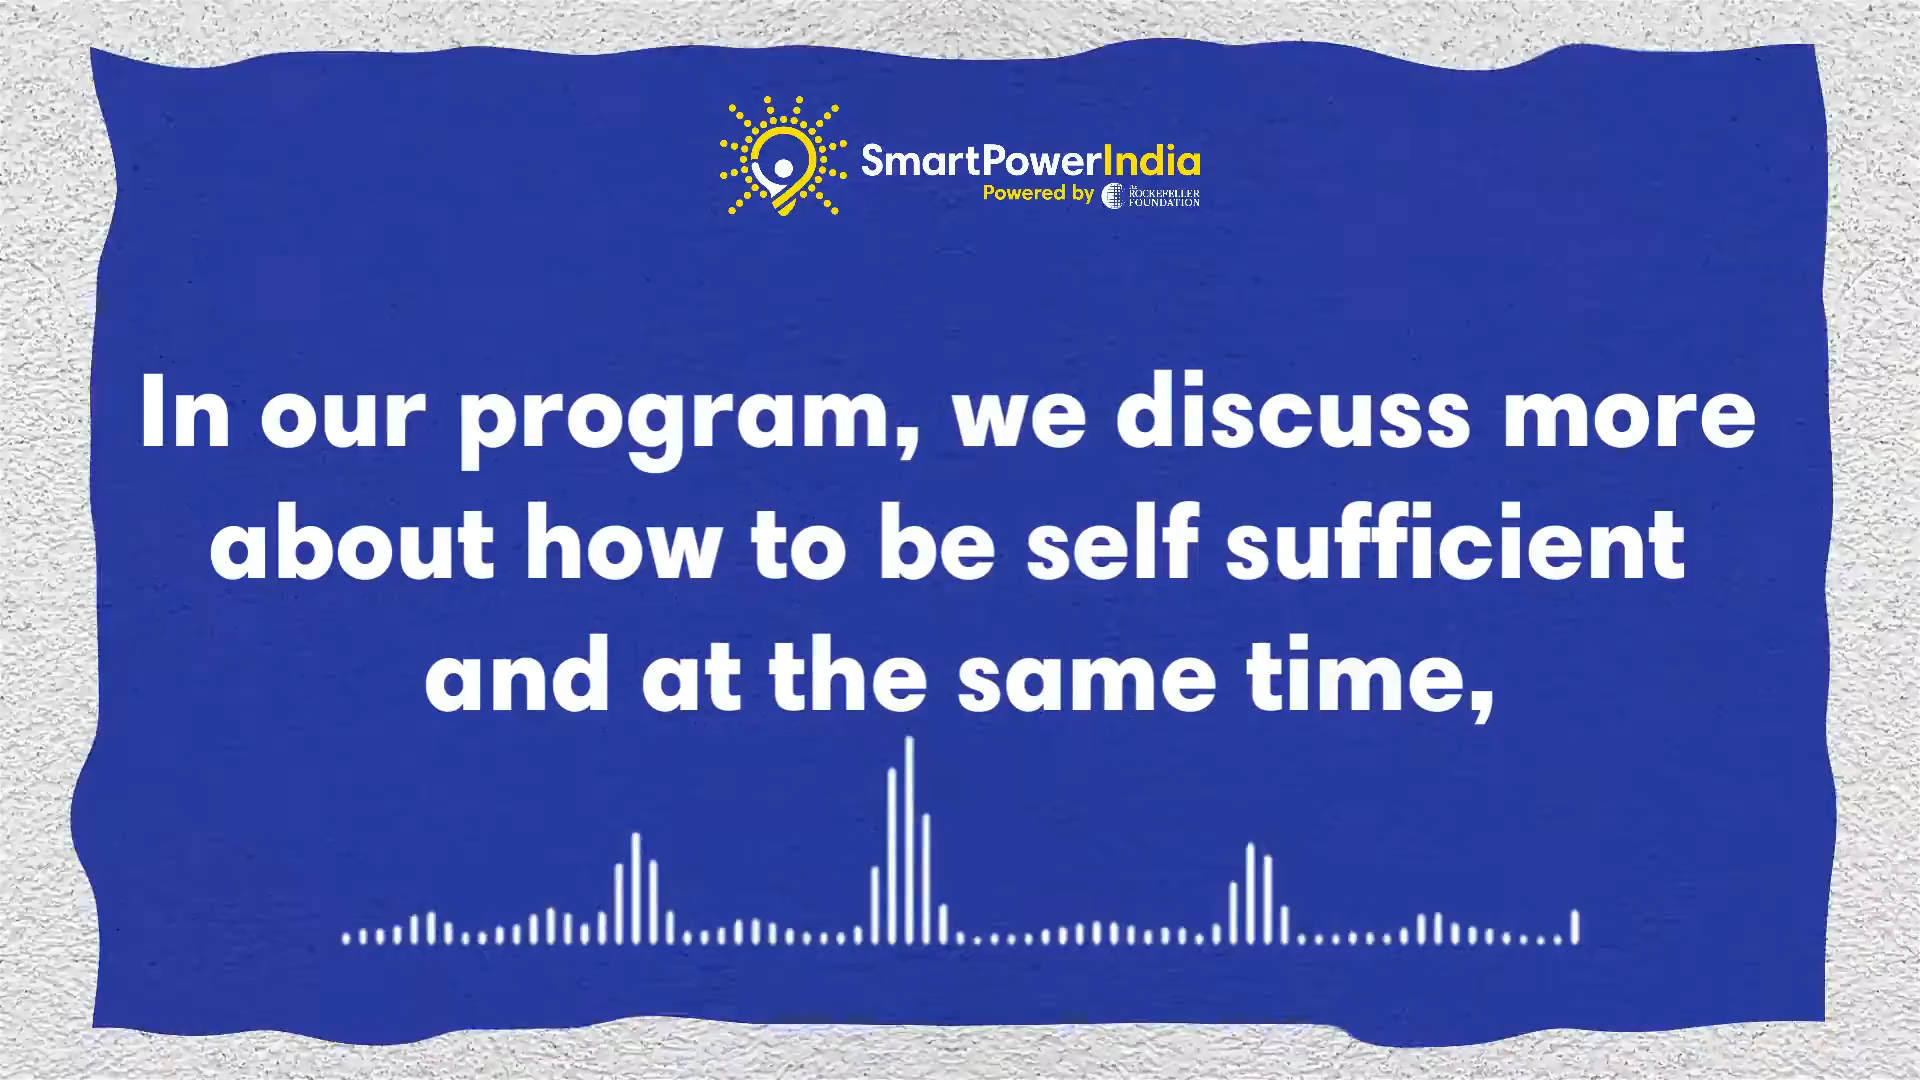 SmartPowerIndia
Powered by
THE
ROCKEFELLER
FOUNDATION
In our program, we discuss more
about how to be self sufficient
and at the same time,